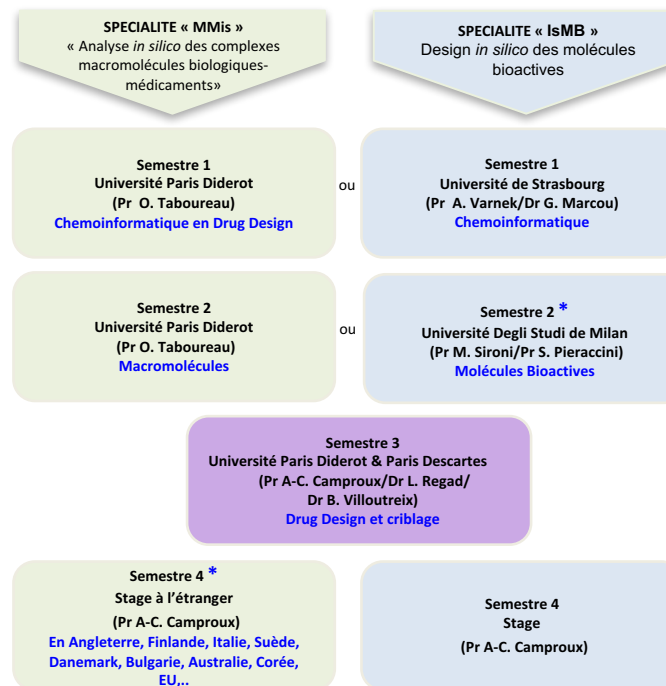 SPECIALITE « MMis »
« Analyse in silico des complexes
macromolécules biologiques-
médicaments»
SPECIALITE « IsMB »
Design in silico des molécules
bioactives
Semestre 1
Université Paris Diderot
(Pr O. Taboureau)
Chemoinformatique en Drug Design
ou
Semestre 1
Université de Strasbourg
(Pr A. Varnek/Dr G. Marcou)
Chemoinformatique
Semestre 2
Université Paris Diderot
(Pr O. Taboureau)
Macromolécules
ou
Semestre 2 *
Université Degli Studi de Milan
(Pr M. Sironi/Pr S. Pieraccini)
Molécules Bioactives
Semestre 3
Université Paris Diderot & Paris Descartes
(Pr A-C. Camproux/Dr L. Regad/
Dr B. Villoutreix)
Drug Design et criblage
Semestre 4 *
Stage à l’étranger
(Pr A-C. Camproux)
En Angleterre, Finlande, Italie, Suède,
Danemark, Bulgarie, Australie, Corée,
EU,..
Semestre 4
Stage
(Pr A-C. Camproux)